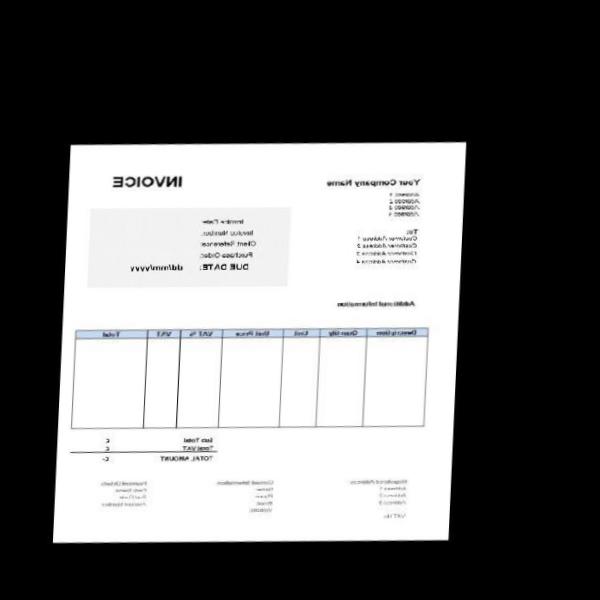 Your Company Name
INVOICE
Address 1
Address 2
Address 3
Address 4
Invoice Date:
Invoice Number:
Client Reference:
Purchase Order:
DUE DATE: dd/mm/yyyy
To:
Customer Address 1
Customer Address 2
Customer Address 3
Customer Address 4
Additional Information
Description Quantity Unit Unit Price VAT % VAT Total
Sub Total £
Total VAT £
TOTAL AMOUNT £-
Registered Address
Address 1
Address 2
Address 3
VAT No:
Contact Information
Name:
Phone:
Email:
Website:
Payment Details
Bank Name
Sort Code
Account Number